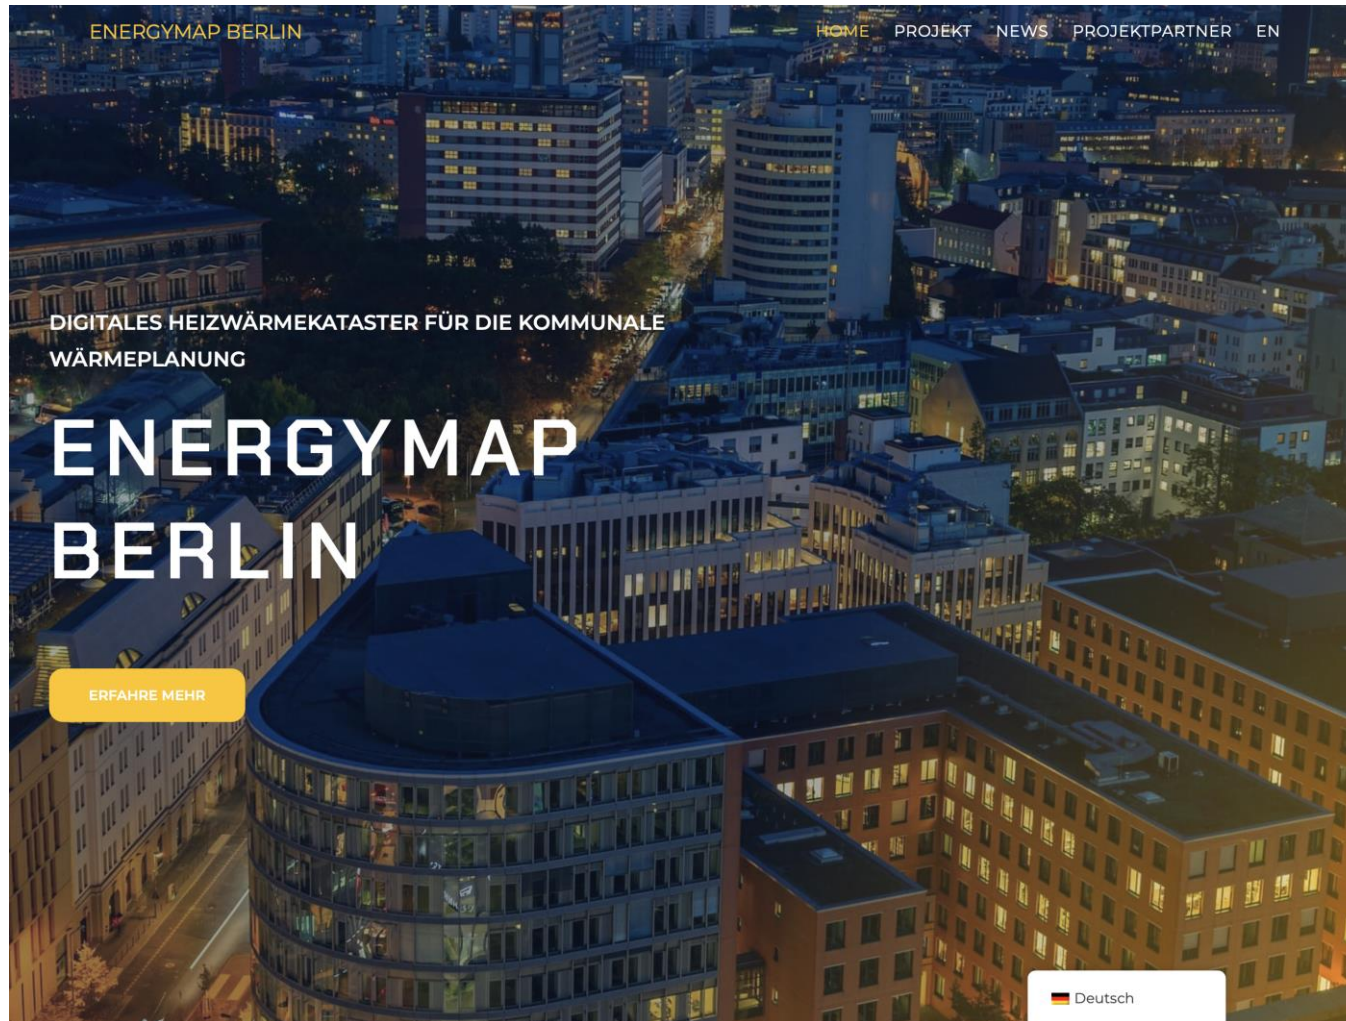 ENERGYMAP BERLIN
HOME PROJEKT NEWS PROJEKTPARTNER EN
DIGITALES HEIZWÄRMEKATASTER FÜR DIE KOMMUNALE
WÄRMEPLANUNG
ENERGYMAP
BERLIN
ERFAHRE MEHR
Deutsch